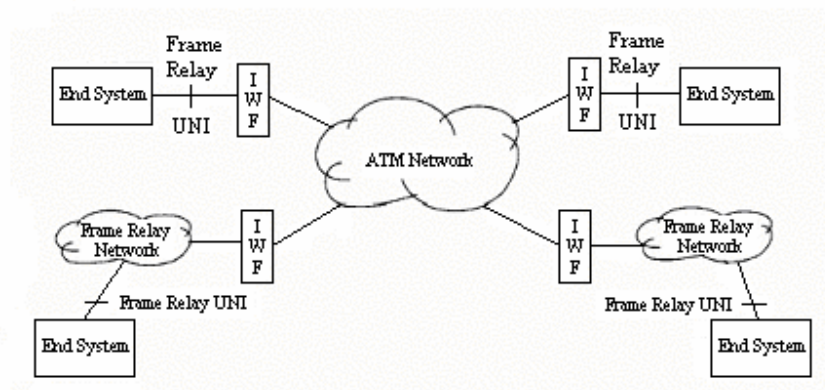 Frame
Relay
End System
UNI
I
W
F
Frame
Relay
I
W
F
UNI
End System
ATM Network
Frame Relay
Network
I
W
F
I
W
F
Frame Relay
Network
Frame Relay UNI
Frame Relay UNI
End System
End System